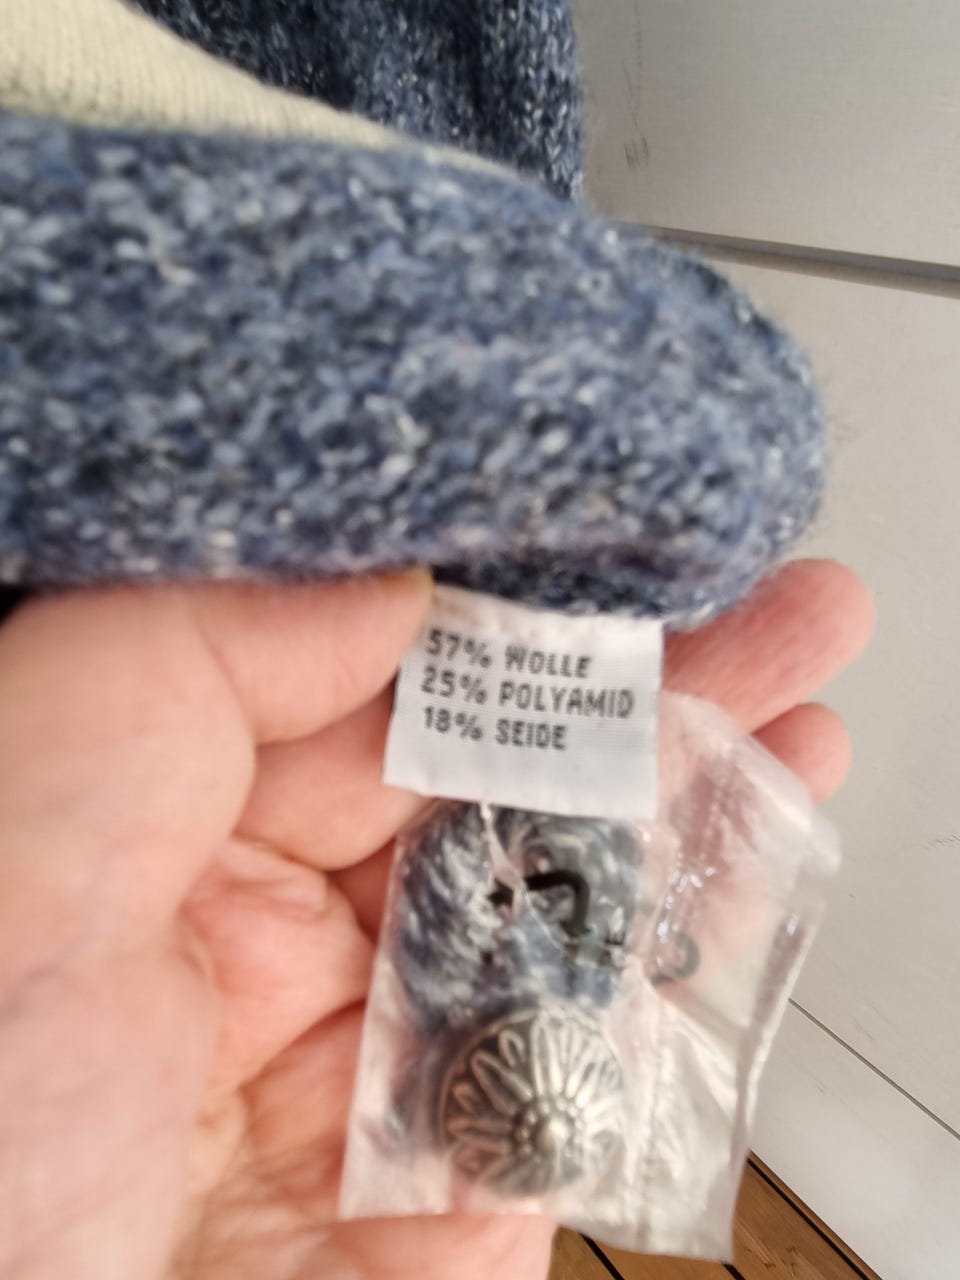 57% WOLLE
25% POLYAMID
18% SEIDE